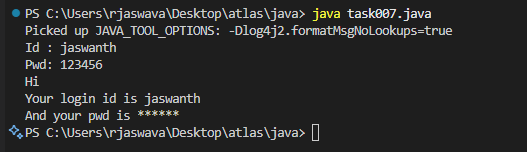 PS C:\Users\rjaswava\Desktop\atlas\java> java task007.java
Picked up JAVA_TOOL_OPTIONS: -Dlog4j2.formatMsgNoLookups=true
Id : jaswanth
Pwd: 123456
Hi
Your login id is jaswanth
And your pwd is ******
PS C:\Users\rjaswava\Desktop\atlas\java>